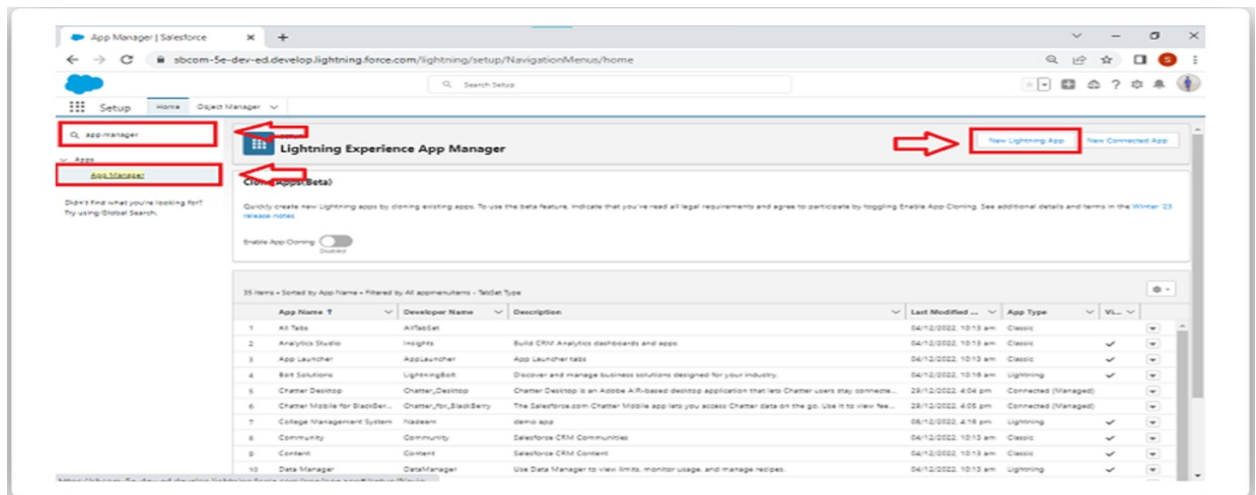 App Manager | Salesforce
sbcom-5e-dev-ed.develop.lightning.force.com/lightning/setup/NavigationMenus/home
S
Search Setup
Setup Home Object Manager
app manager
Apps
App Manager
Didn't find what you're looking for?
Try using Global Search.
SETUP
Lightning Experience App Manager
New Lightning App New Connected App
Clone Apps(Beta)
Quickly create new Lightning apps by cloning existing apps. To use the beta feature, indicate that you've read all legal requirements and agree to participate by toggling Enable App Cloning. See additional details and terms in the Winter '23
release notes
Enable App Cloning
Disabled
35 items • Sorted by App Name • Filtered by All appmenuitems - TabSet Type
App Name ↑ Developer Name Description Last Modified ... App Type Vi...
1 All Tabs AllTabSet 04/12/2022, 10:13 am Classic
2 Analytics Studio Insights Build CRM Analytics dashboards and apps 04/12/2022, 10:13 am Classic
3 App Launcher AppLauncher App Launcher tabs 04/12/2022, 10:13 am Classic
4 Bolt Solutions LightningBolt Discover and manage business solutions designed for your industry. 04/12/2022, 10:16 am Lightning
5 Chatter Desktop Chatter_Desktop Chatter Desktop is an Adobe AIR-based desktop application that lets Chatter users stay connecte... 28/12/2022, 4:04 pm Connected (Managed)
6 Chatter Mobile for BlackBer... Chatter_for_BlackBerry The Salesforce.com Chatter Mobile app lets you access Chatter data on the go. Use it to view fee... 28/12/2022, 4:05 pm Connected (Managed)
7 College Management System Nadeem demo app 08/12/2022, 4:16 pm Lightning
8 Community Community Salesforce CRM Communities 04/12/2022, 10:13 am Classic
9 Content Content Salesforce CRM Content 04/12/2022, 10:13 am Classic
10 Data Manager DataManager Use Data Manager to view limits, monitor usage, and manage recipes. 04/12/2022, 10:13 am Lightning